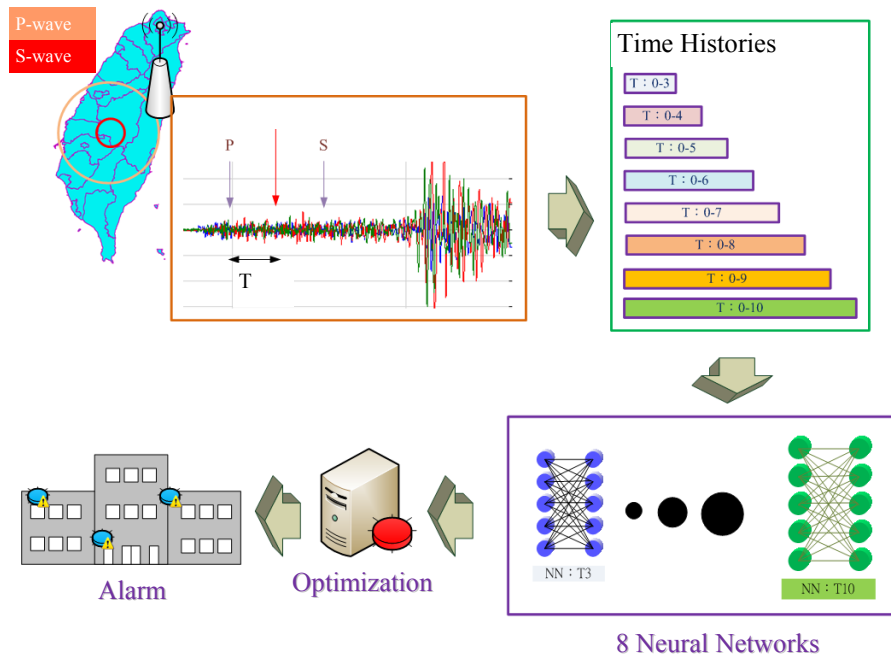 P-wave
S-wave
P
S
T
Time Histories
T：0-3
T：0-4
T：0-5
T：0-6
T：0-7
T：0-8
T：0-9
T：0-10
Alarm
Optimization
NN：T3
NN：T10
8 Neural Networks